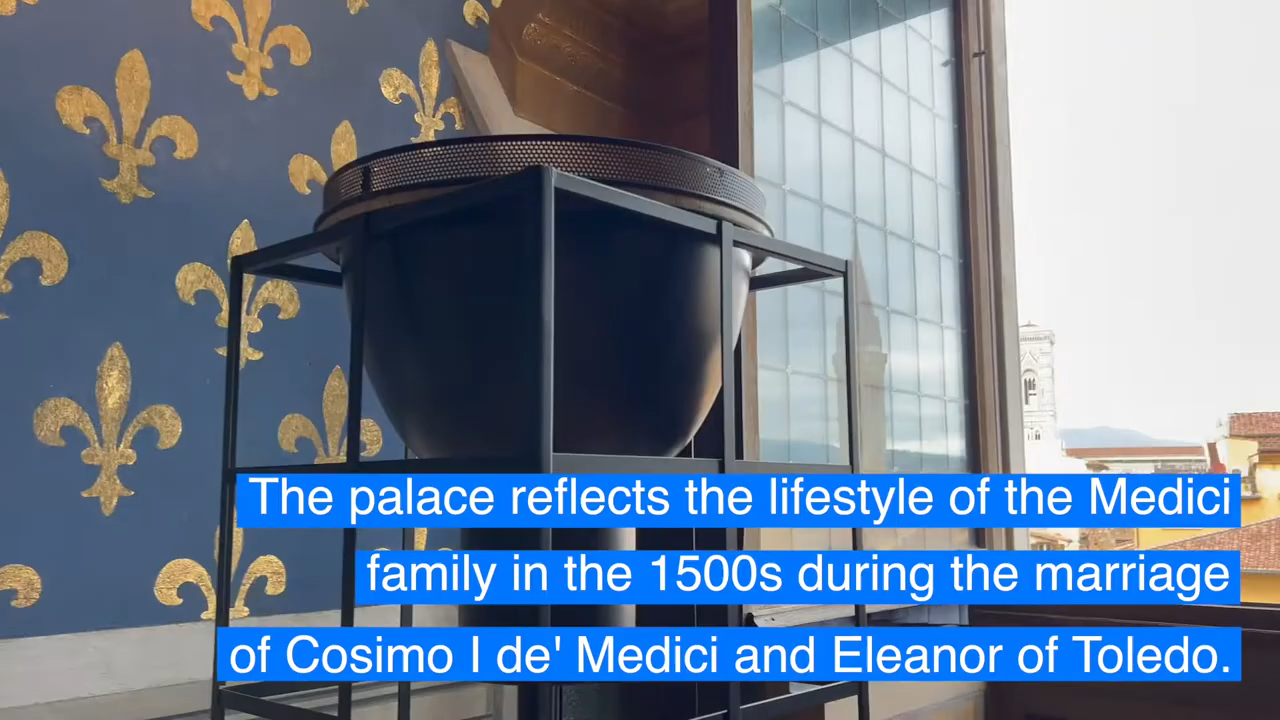 The palace reflects the lifestyle of the Medici
family in the 1500s during the marriage
of Cosimo I de' Medici and Eleanor of Toledo.